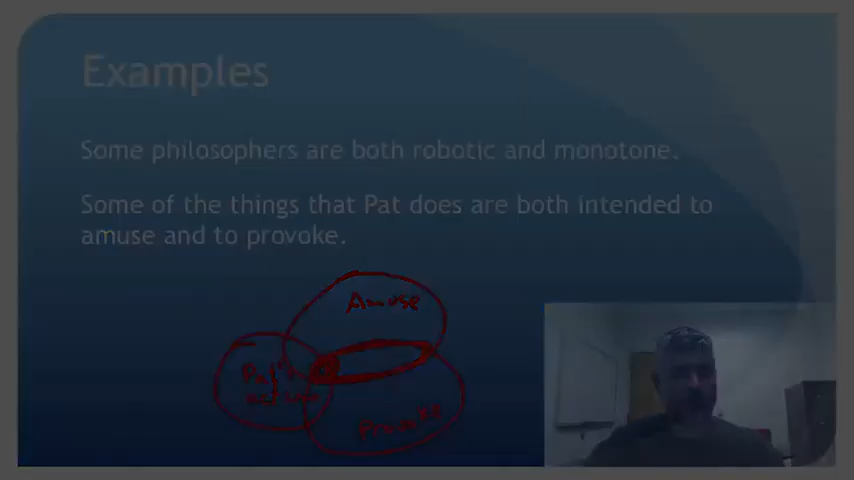 Examples
Some philosophers are both robotic and monotone.
Some of the things that Pat does are both intended to
amuse and to provoke.
Amuse
Provoke